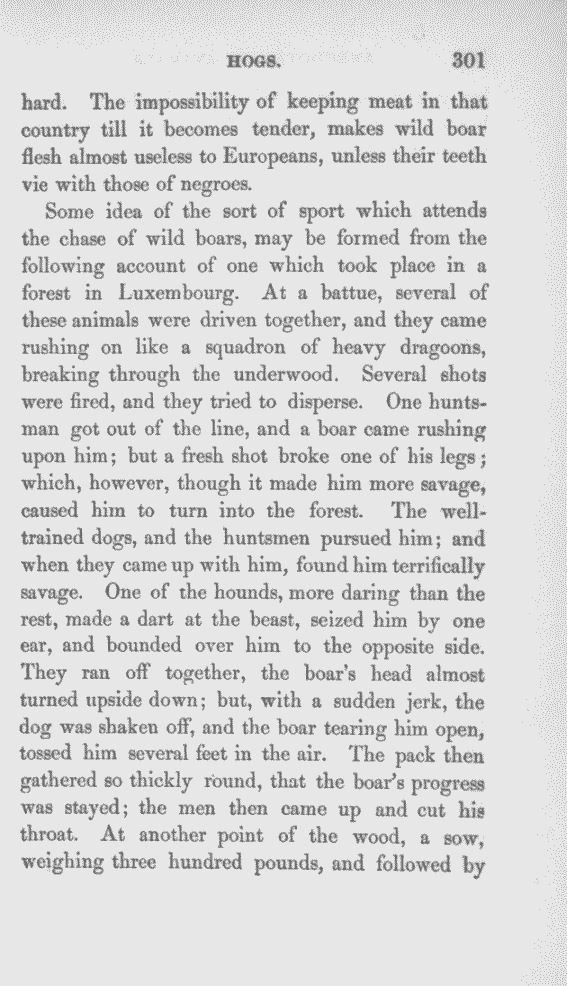 HOGS. 301
hard. The impossibility of keeping meat in that
country till it becomes tender, makes wild boar
flesh almost useless to Europeans, unless their teeth
vie with those of negroes.
Some idea of the sort of sport which attends
the chase of wild boars, may be formed from the
following account of one which took place in a
forest in Luxembourg. At a battue, several of
these animals were driven together, and they came
rushing on like a squadron of heavy dragoons,
breaking through the underwood. Several shots
were fired, and they tried to disperse. One hunts-
man got out of the line, and a boar came rushing
upon him; but a fresh shot broke one of his legs;
which, however, though it made him more savage,
caused him to turn into the forest. The well-
trained dogs, and the huntsmen pursued him; and
when they came up with him, found him terrifically
savage. One of the hounds, more daring than the
rest, made a dart at the beast, seized him by one
ear, and bounded over him to the opposite side.
They ran off together, the boar's head almost
turned upside down; but, with a sudden jerk, the
dog was shaken off, and the boar tearing him open,
tossed him several feet in the air. The pack then
gathered so thickly round, that the boar's progress
was stayed; the men then came up and cut his
throat. At another point of the wood, a sow,
weighing three hundred pounds, and followed by